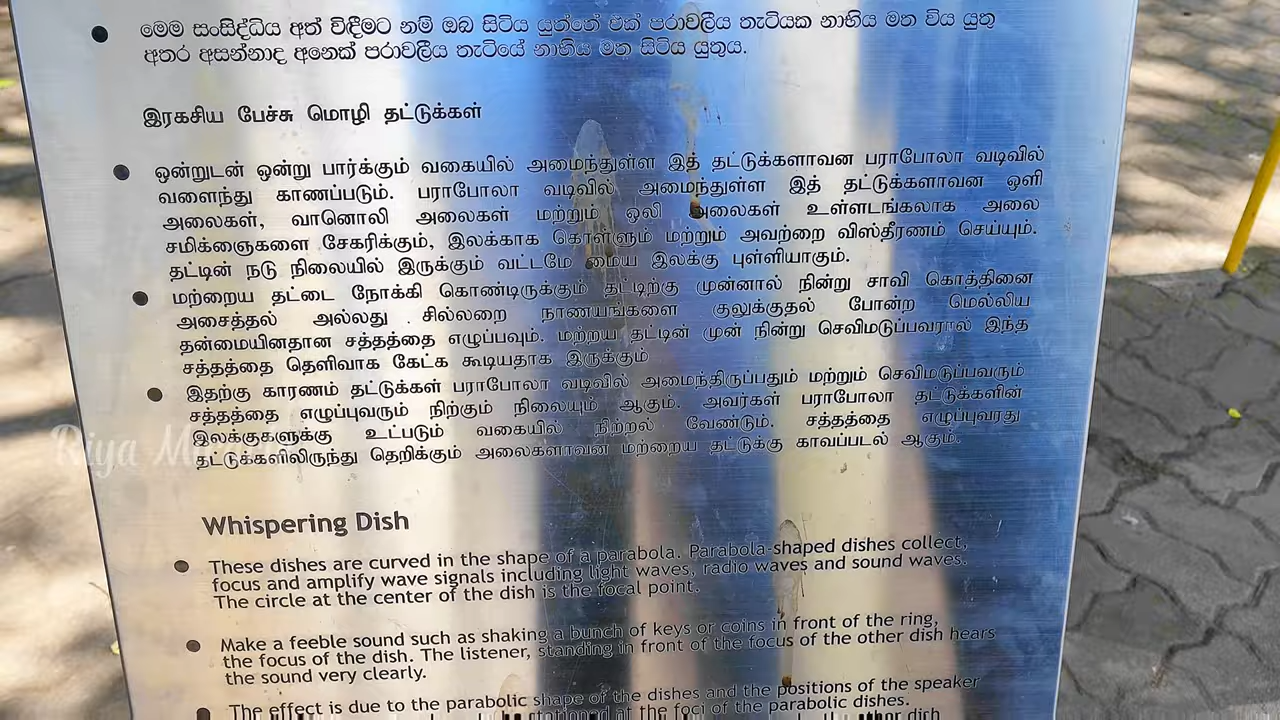 මෙම සංසිද්ධිය අත් විඳීමට නම් ඔබ සිටිය යුත්තේ එක් පරාවලීය තැටියක නාභිය මත විය යුතු
අතර අසන්නාද අනෙක් පරාවලීය තැටියේ නාභිය මත සිටිය යුතුය.
இரகசிய பேச்சு மொழி தட்டுக்கள்
ஒன்றுடன் ஒன்று பார்க்கும் வகையில் அமைந்துள்ள இத் தட்டுக்களாவன பராபோலா வடிவில்
வளைந்து காணப்படும். பராபோலா வடிவில் அமைந்துள்ள இத் தட்டுக்களாவன ஒளி
அலைகள், வானொலி அலைகள் மற்றும் ஒலி அலைகள் உள்ளடங்கலாக அலை
சமிக்ஞைகளை சேகரிக்கும், இலக்காக கொள்ளும் மற்றும் அவற்றை விஸ்தீரணம் செய்யும்.
தட்டின் நடு நிலையில் இருக்கும் வட்டமே மைய இலக்கு புள்ளியாகும்.
மற்றைய தட்டை நோக்கி கொண்டிருக்கும் தட்டிற்கு முன்னால் நின்று சாவி கொத்தினை
அசைத்தல் அல்லது . சில்லறை நாணயங்களை குலுக்குதல் போன்ற மெல்லிய
தன்மையினதான சத்தத்தை எழுப்பவும். மற்றய தட்டின் முன் நின்று செவிமடுப்பவரால் இந்த
சத்தத்தை தெளிவாக கேட்க கூடியதாக இருக்கும்
இதற்கு காரணம் தட்டுக்கள் பராபோலா வடிவில் அமைந்திருப்பதும் மற்றும் செவிமடுப்பவரும்
சத்தத்தை எழுப்புவரும் நிற்கும் நிலையும் ஆகும். அவர்கள் பராபோலா தட்டுக்களின்
இலக்குகளுக்கு உட்படும் வகையில் நிற்றல் வேண்டும். சத்தத்தை எழுப்புவரது
தட்டுக்களிலிருந்து தெறிக்கும் அலைகளாவன மற்றைய தட்டுக்கு காவப்படல் ஆகும்.
Riya
Whispering Dish
These dishes are curved in the shape of a parabola. Parabola-shaped dishes collect,
focus and amplify wave signals including light waves, radio waves and sound waves.
The circle at the center of the dish is the focal point.
Make a feeble sound such as shaking a bunch of keys or coins in front of the ring,
the focus of the dish. The listener, standing in front of the focus of the other dish hears
the sound very clearly.
The effect is due to the parabolic shape of the dishes and the positions of the speaker
stationed at the foci of the parabolic dishes.